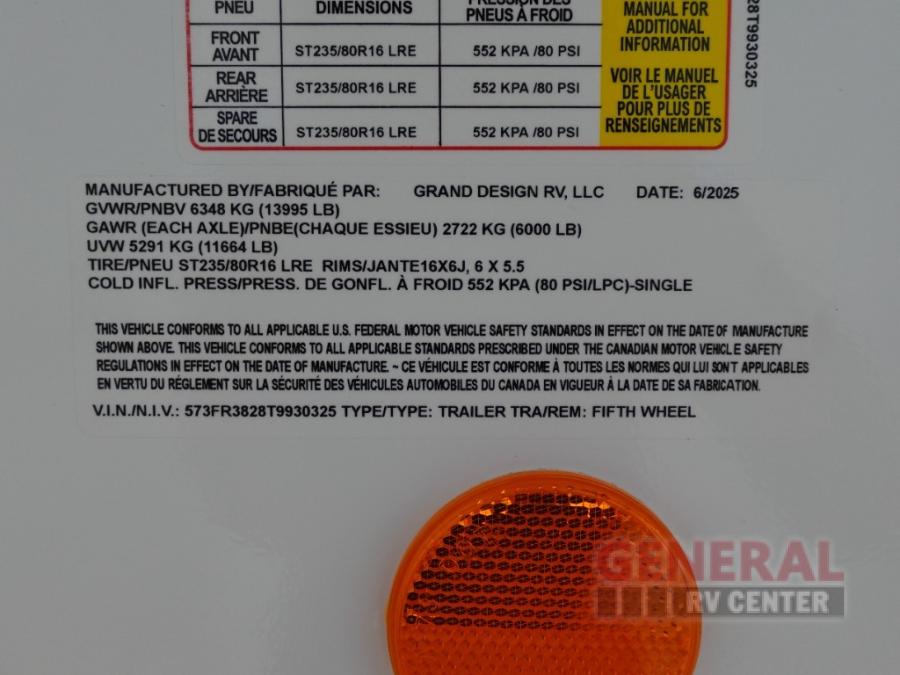 PNEU DIMENSIONS PRESSION DES
PNEUS À FROID
FRONT
AVANT ST235/80R16 LRE 552 KPA /80 PSI
REAR
ARRIÈRE ST235/80R16 LRE 552 KPA /80 PSI
SPARE
DE SECOURS ST235/80R16 LRE 552 KPA /80 PSI
MANUAL FOR
ADDITIONAL
INFORMATION
VOIR LE MANUEL
DE L'USAGER
POUR PLUS DE
RENSEIGNEMENTS
28T9930325
MANUFACTURED BY/FABRIQUÉ PAR: GRAND DESIGN RV, LLC DATE: 6/2025
GVWR/PNBV 6348 KG (13995 LB)
GAWR (EACH AXLE)/PNBE(CHAQUE ESSIEU) 2722 KG (6000 LB)
UVW 5291 KG (11664 LB)
TIRE/PNEU ST235/80R16 LRE RIMS/JANTE16X6J, 6 X 5.5
COLD INFL. PRESS/PRESS. DE GONFL. À FROID 552 KPA (80 PSI/LPC)-SINGLE
THIS VEHICLE CONFORMS TO ALL APPLICABLE U.S. FEDERAL MOTOR VEHICLE SAFETY STANDARDS IN EFFECT ON THE DATE OF MANUFACTURE
SHOWN ABOVE. THIS VEHICLE CONFORMS TO ALL APPLICABLE STANDARDS PRESCRIBED UNDER THE CANADIAN MOTOR VEHICLE SAFETY
REGULATIONS IN EFFECT ON THE DATE OF MANUFACTURE. ~ CE VÉHICULE EST CONFORME À TOUTES LES NORMES QUI LUI SONT APPLICABLES
EN VERTU DU RÉGLEMENT SUR LA SÉCURITÉ DES VÉHICULES AUTOMOBILES DU CANADA EN VIGUEUR À LA DATE DE SA FABRICATION.
V.I.N./N.I.V.: 573FR3828T9930325 TYPE/TYPE: TRAILER TRA/REM: FIFTH WHEEL
GENERAL
RV CENTER